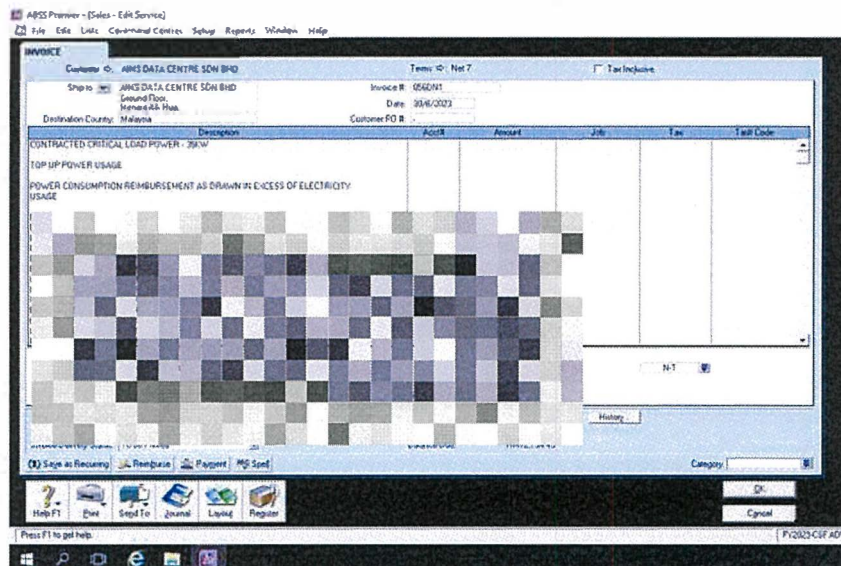 ABSS Premier - [Sales - Edit Service]
File Edit Lists Command Centres Setup Reports Window Help
INVOICE
Customer AIMS DATA CENTRE SDN BHD
Terms Net 7
Tax Inclusive
Ship to AIMS DATA CENTRE SDN BHD
Ground Floor,
Invoice #: 056DN1
Date: 30/6/2023
Destination Country: Malaysia
Customer PO #:
Description Acct# Amount Job Tax
CONTRACTED CRITICAL LOAD POWER - 35KW
TOP UP POWER USAGE
POWER CONSUMPTION REIMBURSEMENT AS DRAWN IN EXCESS OF ELECTRICITY
USAGE
N-T
History
Save as Recurring Reimburse Payment Spell
Category
OK
Help F1 Print Send To Journal Layout Register
Cancel
Press F1 to get help.